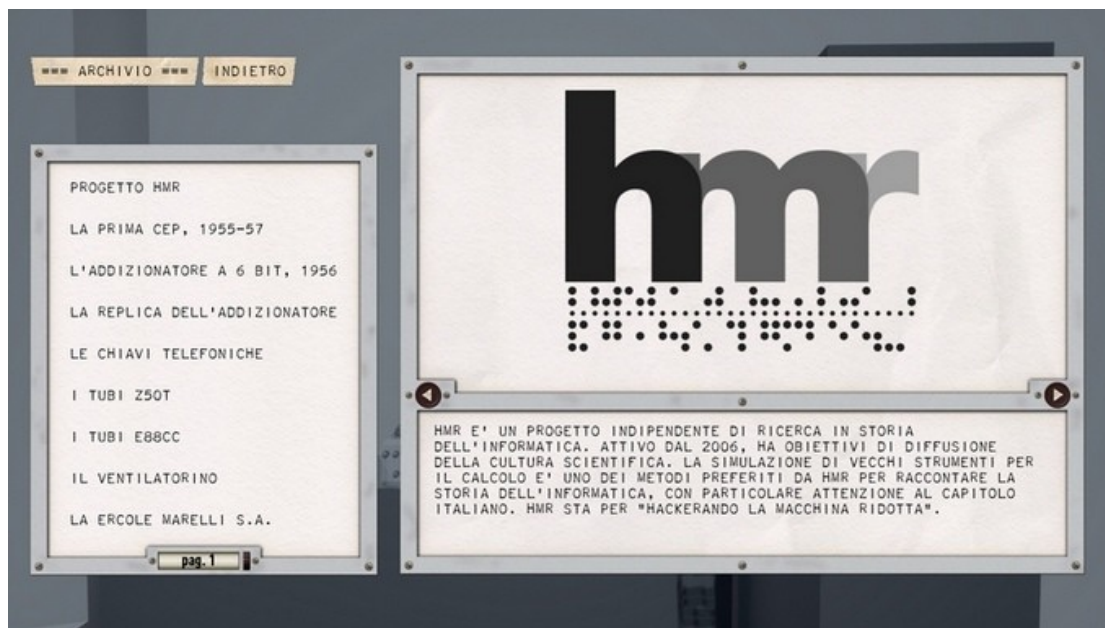 === ARCHIVIO ===
INDIETRO
PROGETTO HMR
LA PRIMA CEP, 1955-57
L'ADDIZIONATORE A 6 BIT, 1956
LA REPLICA DELL'ADDIZIONATORE
LE CHIAVI TELEFONICHE
I TUBI Z50T
I TUBI E88CC
IL VENTILATORINO
LA ERCOLE MARELLI S.A.
pag. 1
hmr
HMR E' UN PROGETTO INDIPENDENTE DI RICERCA IN STORIA
DELL'INFORMATICA. ATTIVO DAL 2006, HA OBIETTIVI DI DIFFUSIONE
DELLA CULTURA SCIENTIFICA. LA SIMULAZIONE DI VECCHI STRUMENTI PER
IL CALCOLO E' UNO DEI METODI PREFERITI DA HMR PER RACCONTARE LA
STORIA DELL'INFORMATICA, CON PARTICOLARE ATTENZIONE AL CAPITOLO
ITALIANO. HMR STA PER "HACKERANDO LA MACCHINA RIDOTTA".